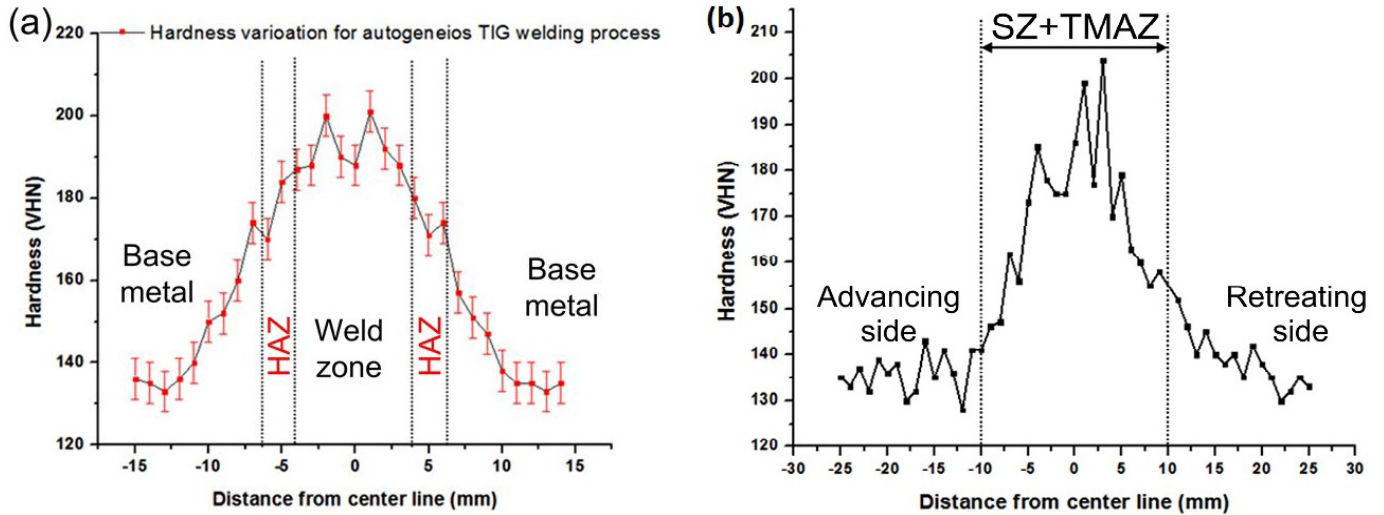 (a)
Hardness varioation for autogeneios TIG welding process
220
200
180
160
140
120
Hardness (VHN)
Base
metal
HAZ
Weld
zone
HAZ
Base
metal
-15 -10 -5 0 5 10 15
Distance from center line (mm)
(b)
SZ+TMAZ
210
200
190
180
170
160
150
140
130
120
Hardness (VHN)
Advancing
side
Retreating
side
-30 -25 -20 -15 -10 -5 0 5 10 15 20 25 30
Distance from center line (mm)